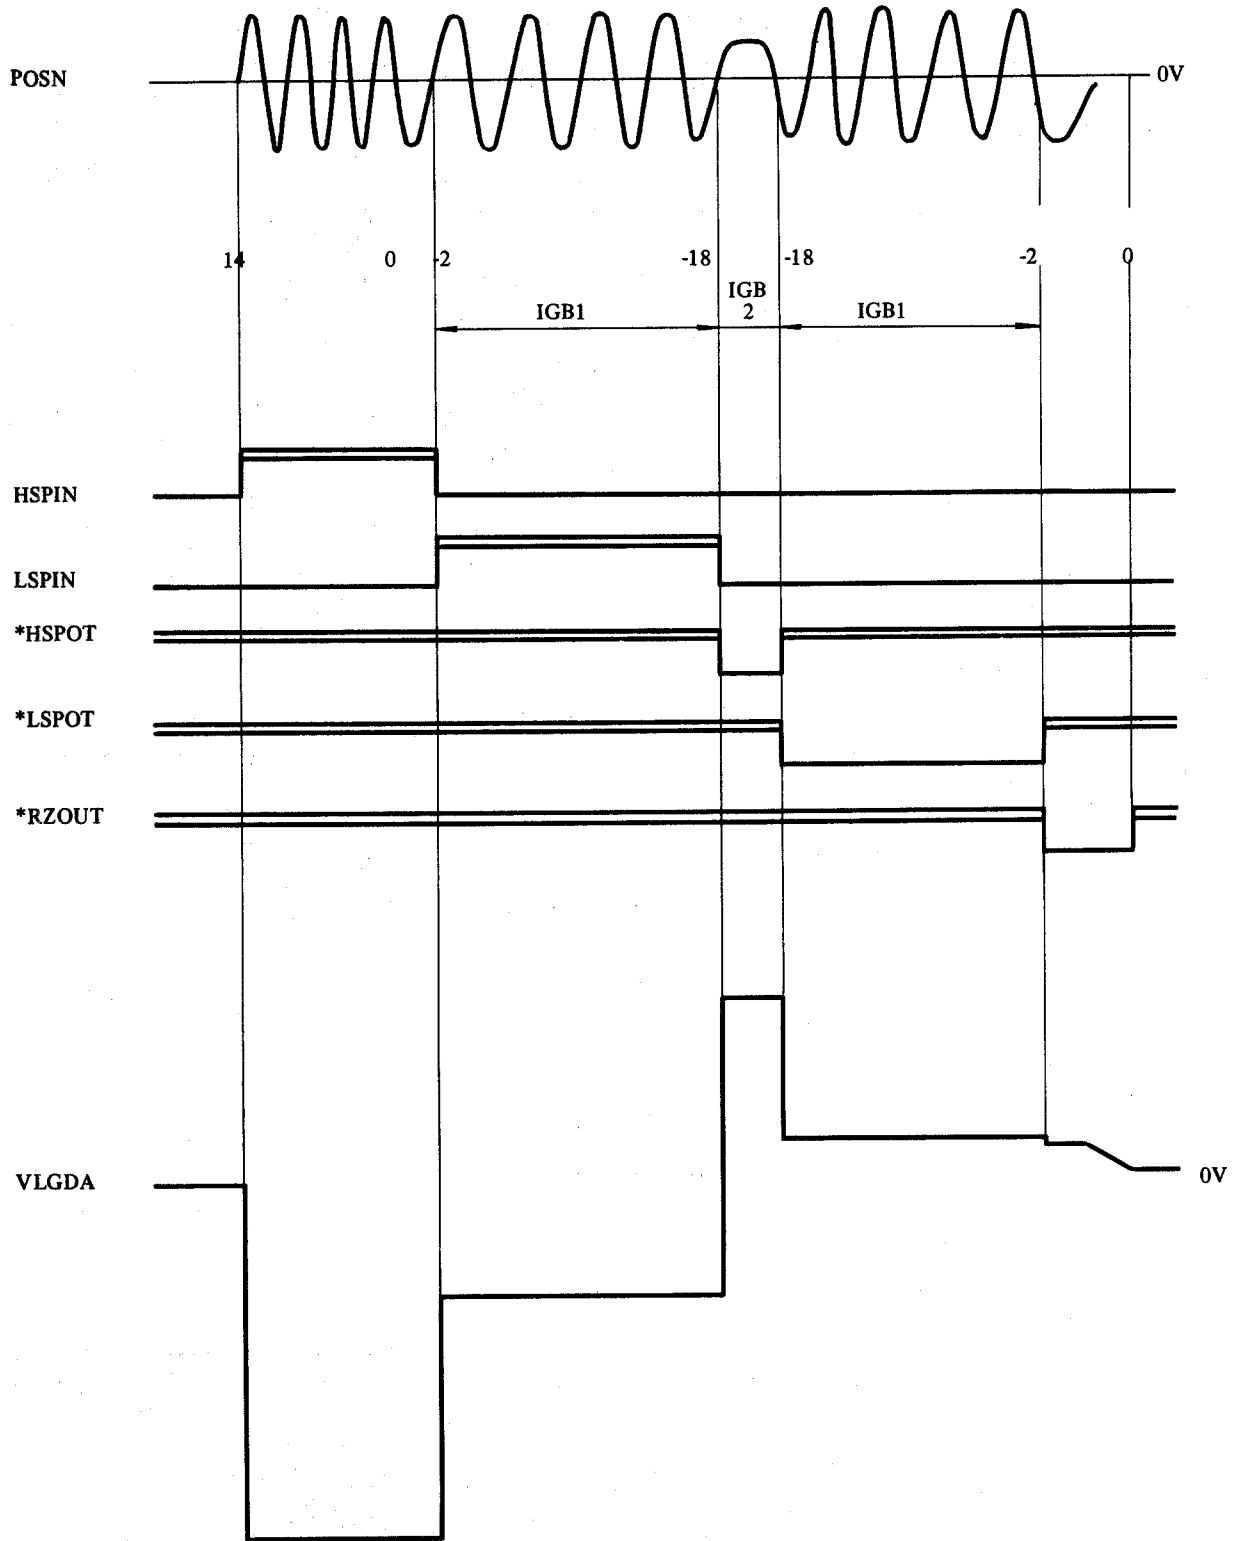 POSN
0V
14 0 -2 -18 -18 -2 0
IGB1
IGB
2
IGB1
HSPIN
LSPIN
*HSPOT
*LSPOT
*RZOUT
VLGDA
0V